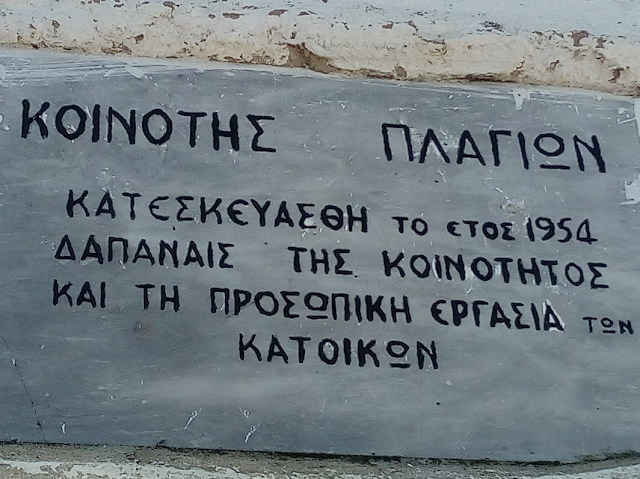 ΚΟΙΝΟΤΗΣ ΠΛΑΓΙΩΝ
ΚΑΤΕΣΚΕΥΑΣΘΗ ΤΟ ΕΤΟΣ 1954
ΔΑΠΑΝΑΙΣ ΤΗΣ ΚΟΙΝΟΤΗΤΟΣ
ΚΑΙ ΤΗ ΠΡΟΣΩΠΙΚΗ ΕΡΓΑΣΙΑ ΤΩΝ
ΚΑΤΟΙΚΩΝ